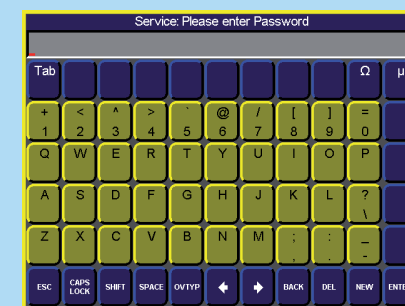 Service: Please enter Password
Tab Ω μ
+ < ^ > ` @ / [ ] =
1 2 3 4 5 6 7 8 9 0
Q W E R T Y U I O P
A S D F G H J K L ?
\
Z X C V B N M ; : _
, . -
ESC CAPS LOCK SHIFT SPACE OVTYP BACK DEL NEW ENTE